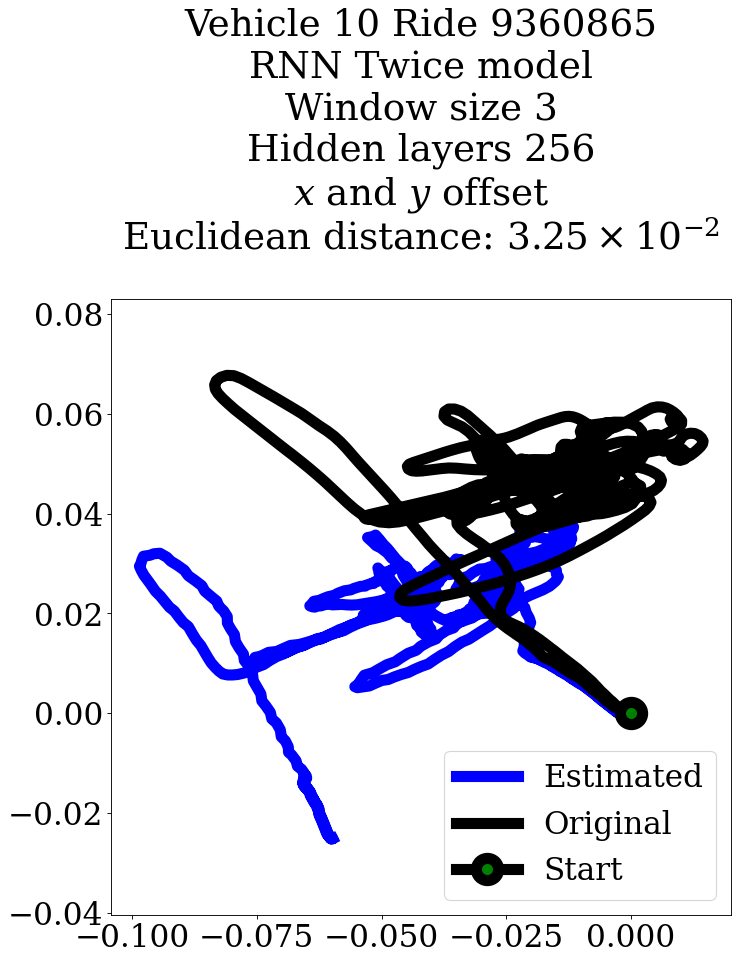 Vehicle 10 Ride 9360865
RNN Twice model
Window size 3
Hidden layers 256
x and y offset
Euclidean distance: 3.25 × 10⁻²
0.08
0.06
0.04
0.02
0.00
−0.02
−0.04
−0.100 −0.075 −0.050 −0.025 0.000
Estimated
Original
Start